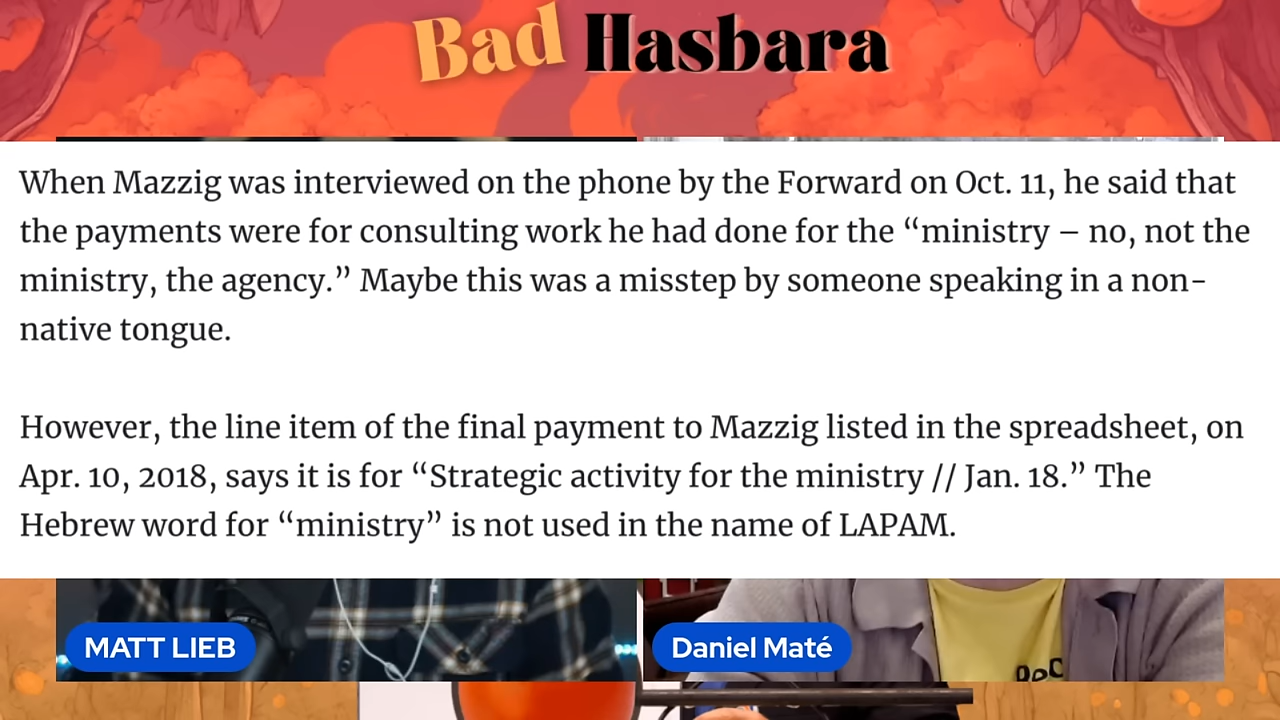 Bad Hasbara
When Mazzig was interviewed on the phone by the Forward on Oct. 11, he said that
the payments were for consulting work he had done for the “ministry – no, not the
ministry, the agency.” Maybe this was a misstep by someone speaking in a non-
native tongue.
However, the line item of the final payment to Mazzig listed in the spreadsheet, on
Apr. 10, 2018, says it is for “Strategic activity for the ministry // Jan. 18.” The
Hebrew word for “ministry” is not used in the name of LAPAM.
MATT LIEB
Daniel Maté